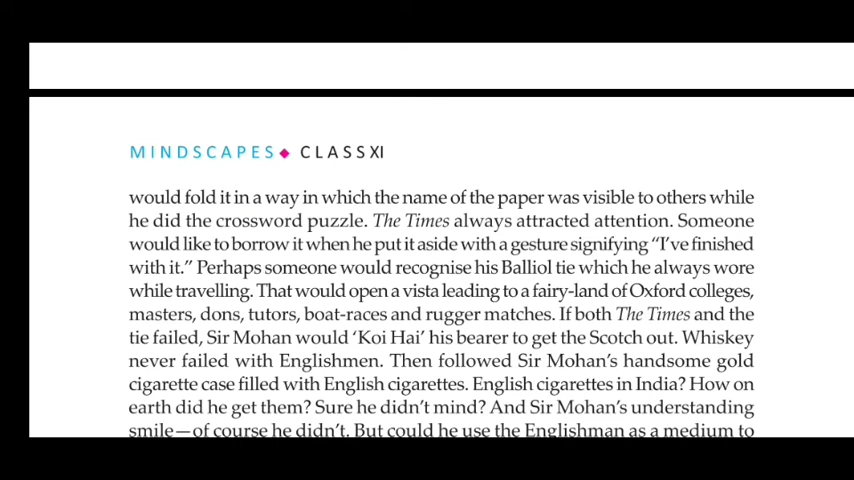 MINDSCAPES◆ CLASS XI
would fold it in a way in which the name of the paper was visible to others while
he did the crossword puzzle. The Times always attracted attention. Someone
would like to borrow it when he put it aside with a gesture signifying “I’ve finished
with it.” Perhaps someone would recognise his Balliol tie which he always wore
while travelling. That would open a vista leading to a fairy-land of Oxford colleges,
masters, dons, tutors, boat-races and rugger matches. If both The Times and the
tie failed, Sir Mohan would ‘Koi Hai’ his bearer to get the Scotch out. Whiskey
never failed with Englishmen. Then followed Sir Mohan’s handsome gold
cigarette case filled with English cigarettes. English cigarettes in India? How on
earth did he get them? Sure he didn’t mind? And Sir Mohan’s understanding
smile—of course he didn’t. But could he use the Englishman as a medium to